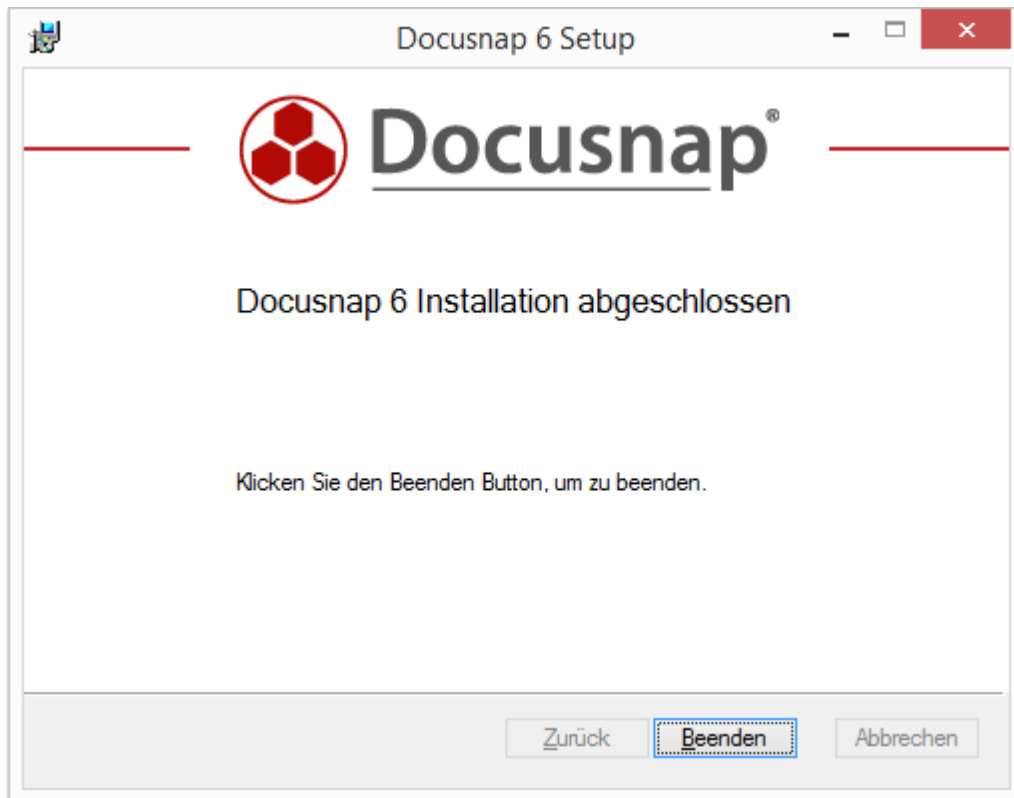 Docusnap 6 Setup
Docusnap®
Docusnap 6 Installation abgeschlossen
Klicken Sie den Beenden Button, um zu beenden.
Zurück Beenden Abbrechen